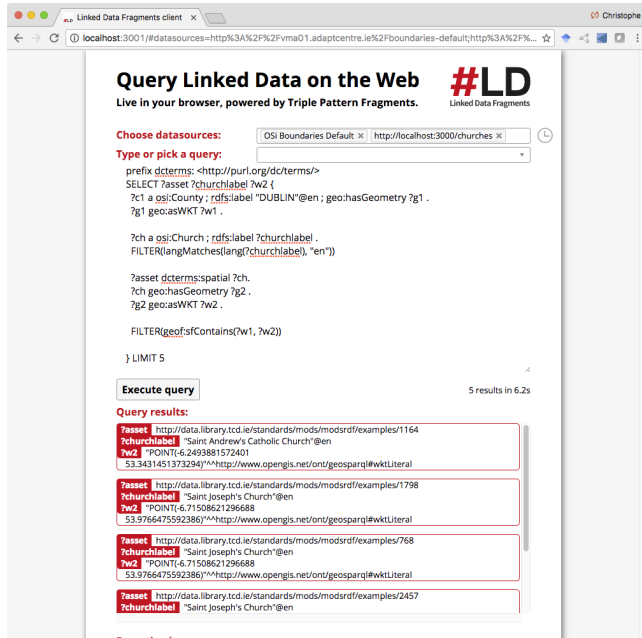 Linked Data Fragments client
Christophe
localhost:3001/#datasources=http%3A%2F%2Fvma01.adaptcentre.ie%2Fboundaries-default;http%3A%2F%...
Query Linked Data on the Web
Live in your browser, powered by Triple Pattern Fragments.
#LD
Linked Data Fragments
Choose datasources:
OSi Boundaries Default × http://localhost:3000/churches ×
Type or pick a query:
prefix dcterms: <http://purl.org/dc/terms/>
SELECT ?asset ?churchlabel ?w2 {
?c1 a osi:County ; rdfs:label "DUBLIN"@en ; geo:hasGeometry ?g1 .
?g1 geo:asWKT ?w1 .
?ch a osi:Church ; rdfs:label ?churchlabel .
FILTER(langMatches(lang(?churchlabel), "en"))
?asset dcterms:spatial ?ch.
?ch geo:hasGeometry ?g2 .
?g2 geo:asWKT ?w2 .
FILTER(geof:sfContains(?w1, ?w2))
} LIMIT 5
Execute query
5 results in 6.2s
Query results:
?asset http://data.library.tcd.ie/standards/mods/modsrdf/examples/1164
?churchlabel "Saint Andrew's Catholic Church"@en
?w2 "POINT(-6.2493881572401
53.3431451373294)"^^http://www.opengis.net/ont/geosparql#wktLiteral
?asset http://data.library.tcd.ie/standards/mods/modsrdf/examples/1798
?churchlabel "Saint Joseph's Church"@en
?w2 "POINT(-6.71508621296688
53.9766475592386)"^^http://www.opengis.net/ont/geosparql#wktLiteral
?asset http://data.library.tcd.ie/standards/mods/modsrdf/examples/768
?churchlabel "Saint Joseph's Church"@en
?w2 "POINT(-6.71508621296688
53.9766475592386)"^^http://www.opengis.net/ont/geosparql#wktLiteral
?asset http://data.library.tcd.ie/standards/mods/modsrdf/examples/2457
?churchlabel "Saint Joseph's Church"@en